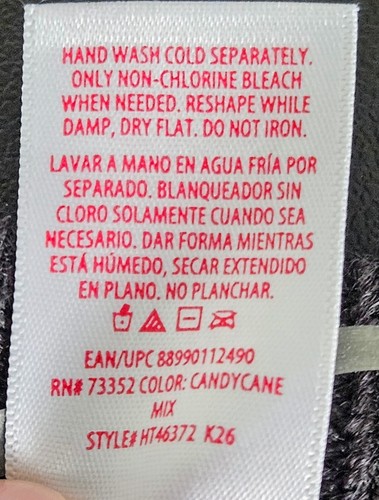 HAND WASH COLD SEPARATELY.
ONLY NON-CHLORINE BLEACH
WHEN NEEDED. RESHAPE WHILE
DAMP, DRY FLAT. DO NOT IRON.
LAVAR A MANO EN AGUA FRÍA POR
SEPARADO. BLANQUEADOR SIN
CLORO SOLAMENTE CUANDO SEA
NECESARIO. DAR FORMA MIENTRAS
ESTÁ HÚMEDO, SECAR EXTENDIDO
EN PLANO. NO PLANCHAR.
EAN/UPC 88990112490
RN# 73352 COLOR: CANDYCANE
MIX
STYLE# HT46372 K26